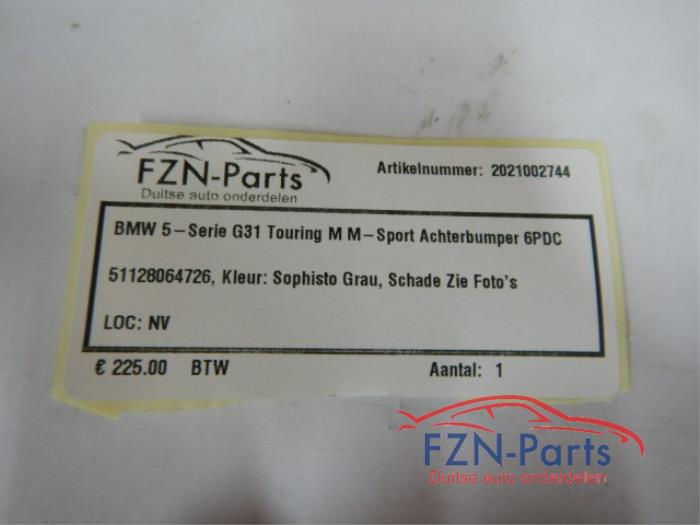 FZN-Parts
Duitse auto onderdelen
Artikelnummer: 2021002744
BMW 5-Serie G31 Touring M M-Sport Achterbumper 6PDC
51128064726, Kleur: Sophisto Grau, Schade Zie Foto's
LOC: NV
€ 225.00 BTW
Aantal: 1
FZN-Parts
Duitse auto onderdelen